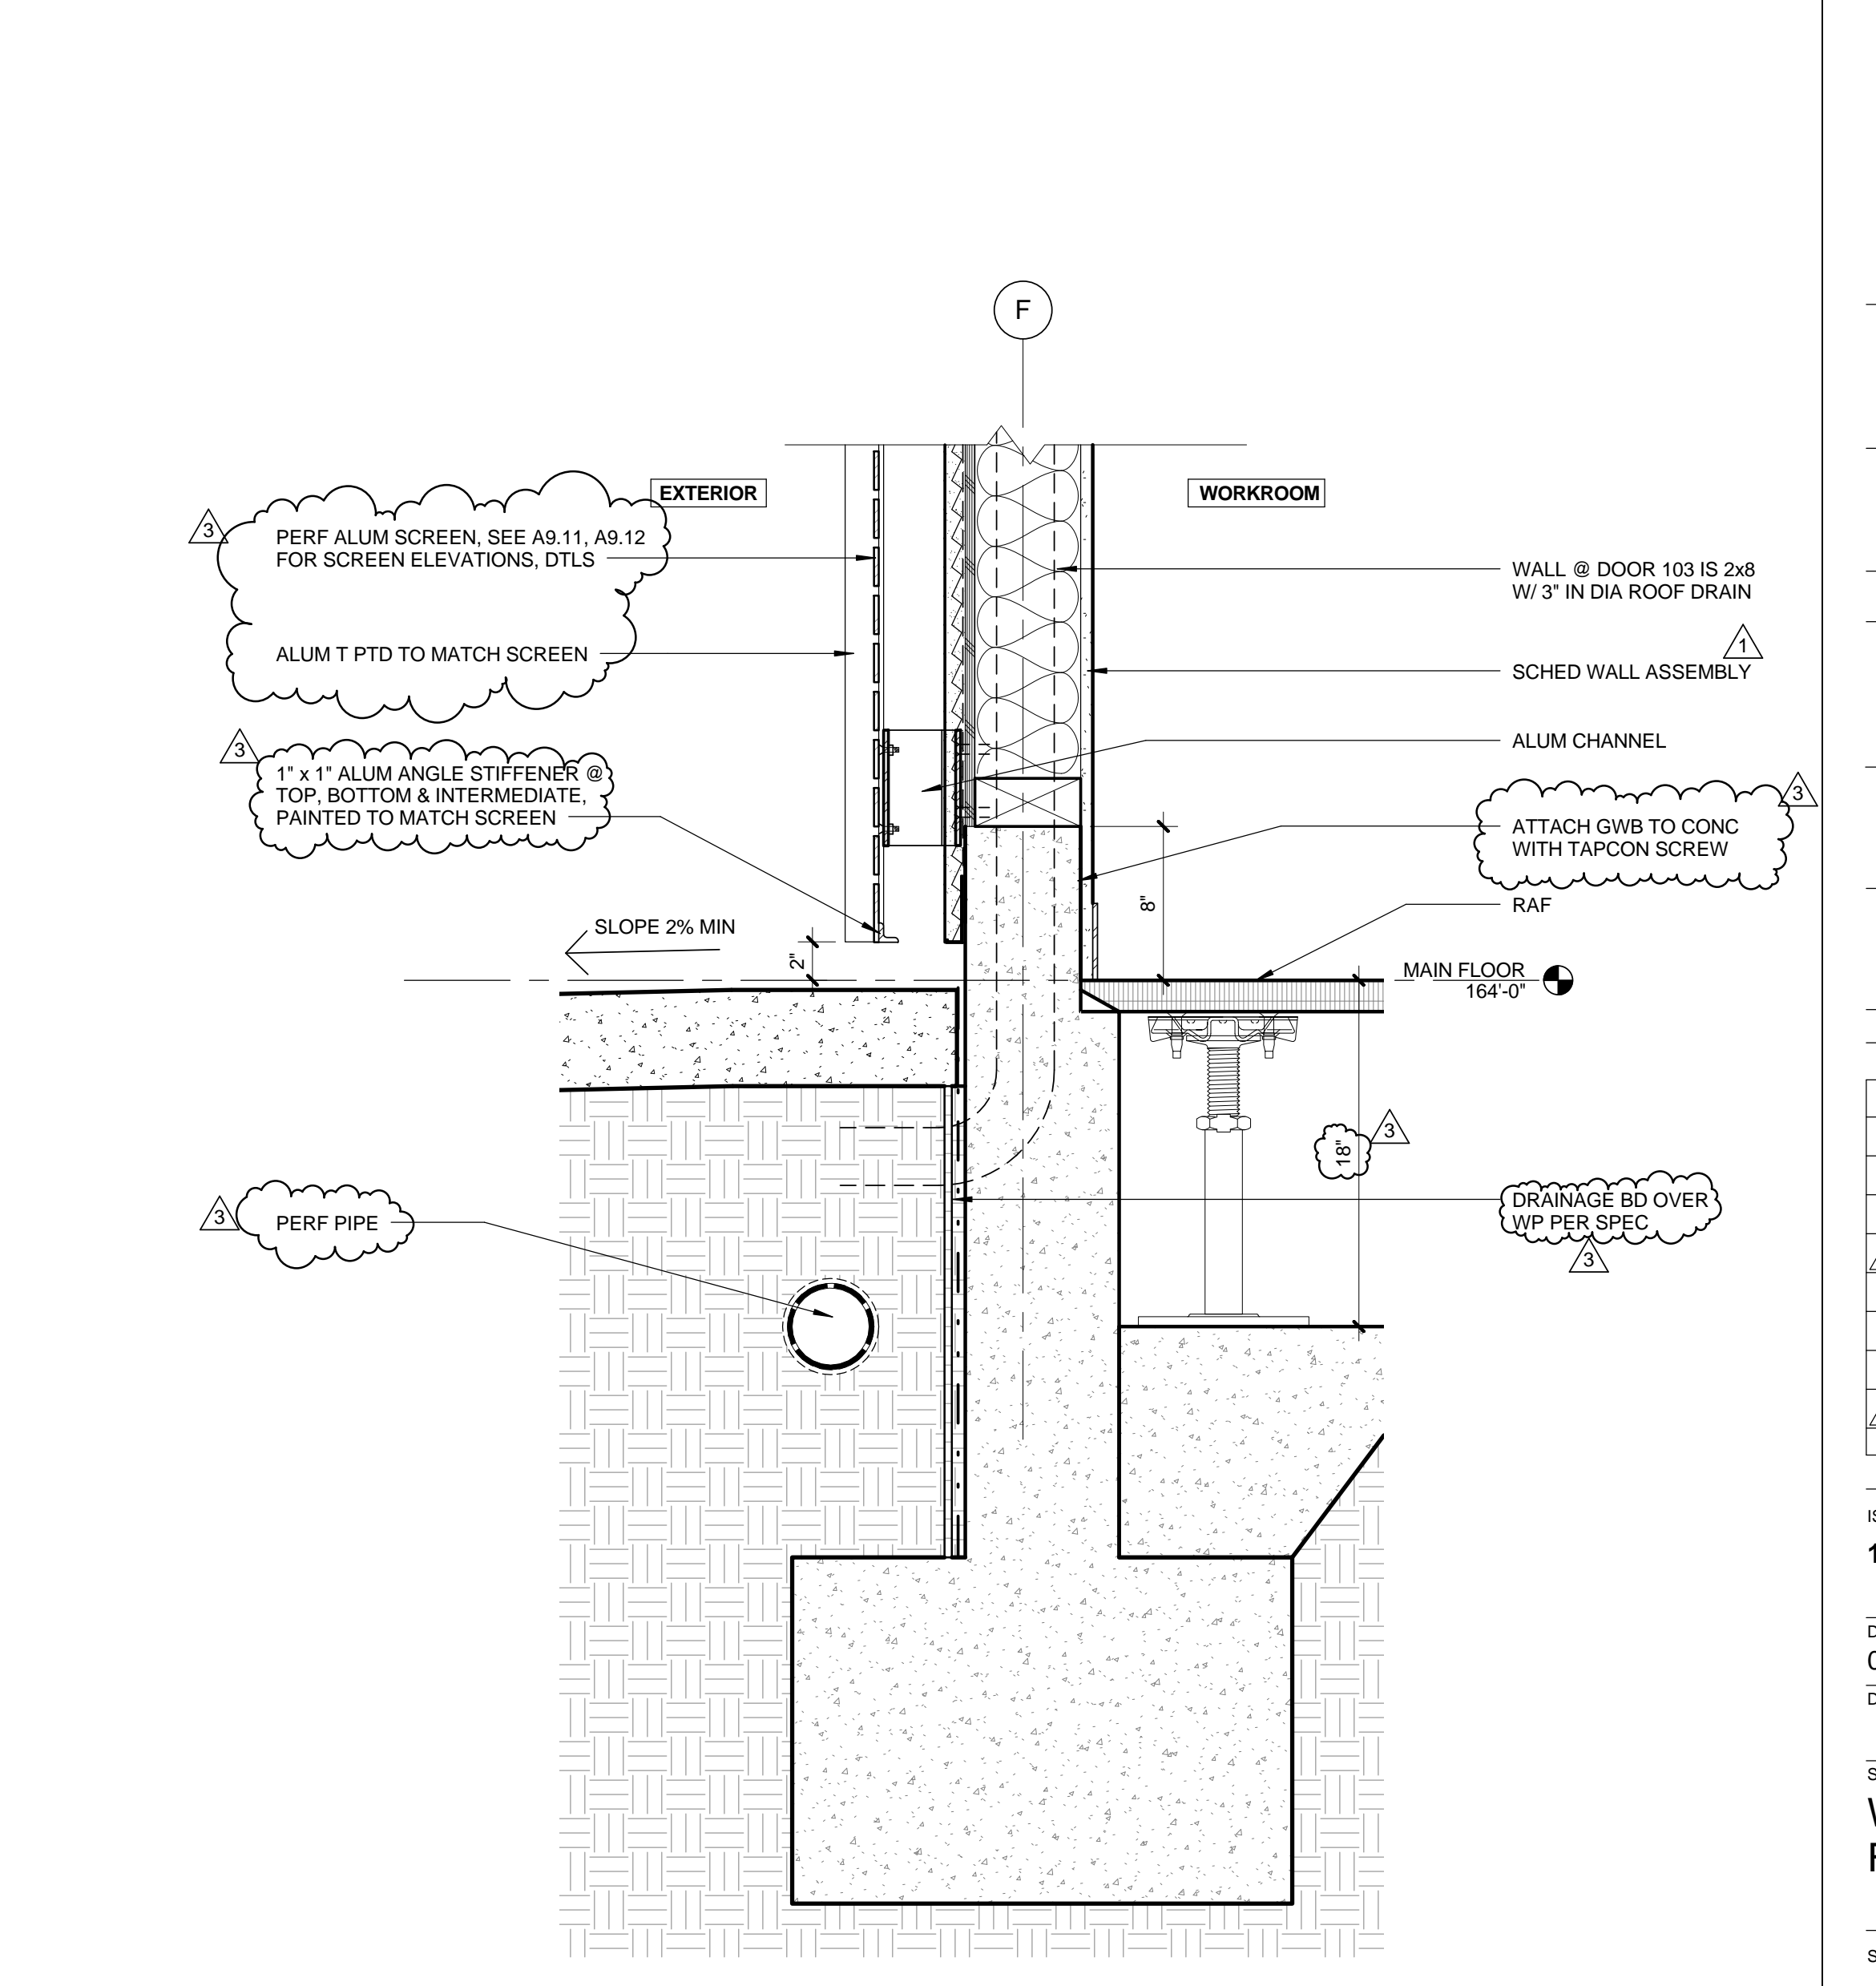 F
EXTERIOR
WORKROOM
3
PERF ALUM SCREEN, SEE A9.11, A9.12
FOR SCREEN ELEVATIONS, DTLS
ALUM T PTD TO MATCH SCREEN
3
1" x 1" ALUM ANGLE STIFFENER @
TOP, BOTTOM & INTERMEDIATE,
PAINTED TO MATCH SCREEN
SLOPE 2% MIN
2"
3
PERF PIPE
WALL @ DOOR 103 IS 2x8
W/ 3" IN DIA ROOF DRAIN
1
SCHED WALL ASSEMBLY
ALUM CHANNEL
3
ATTACH GWB TO CONC
WITH TAPCON SCREW
8"
RAF
MAIN FLOOR
164'-0"
3
18"
DRAINAGE BD OVER
WP PER SPEC
3